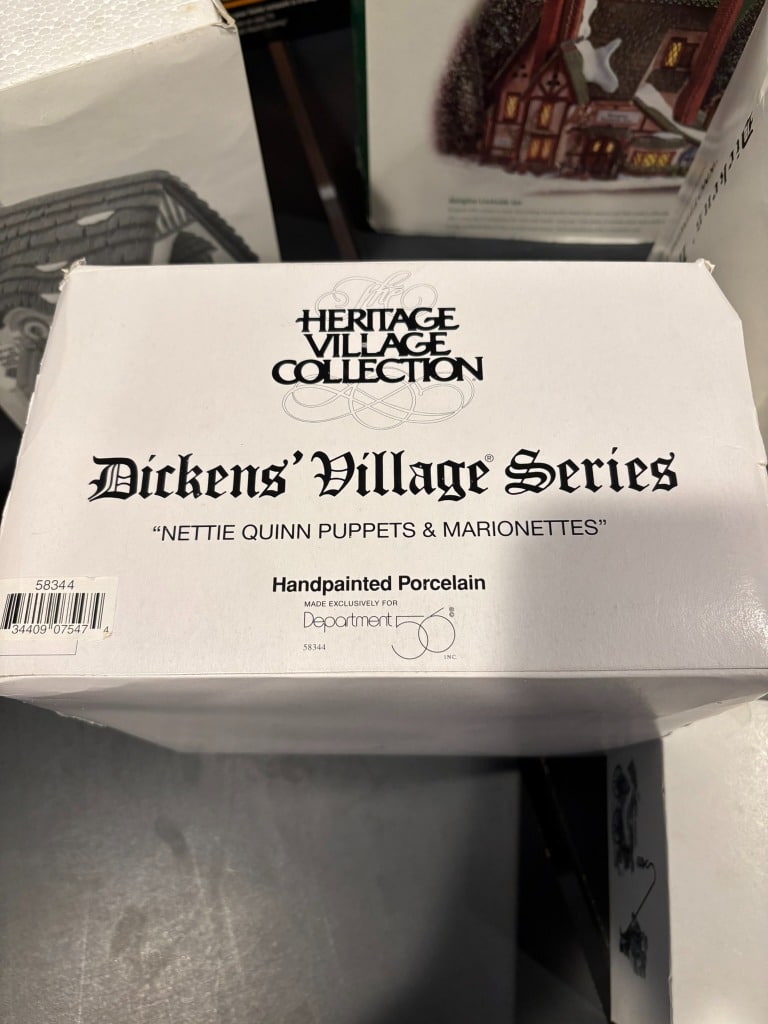 The
HERITAGE
VILLAGE
COLLECTION
Dickens' Village® Series
“NETTIE QUINN PUPPETS & MARIONETTES”
Handpainted Porcelain
MADE EXCLUSIVELY FOR
Department 56®
58344
INC.
58344
34409 07547 4